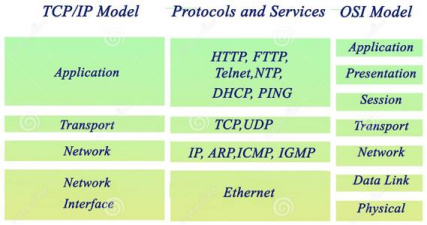 TCP/IP Model
Protocols and Services
OSI Model
Application
HTTP, FTTP,
Telnet,NTP,
DHCP, PING
Application
Presentation
Session
Transport
TCP,UDP
Transport
Network
IP, ARP,ICMP, IGMP
Network
Network
Interface
Ethernet
Data Link
Physical